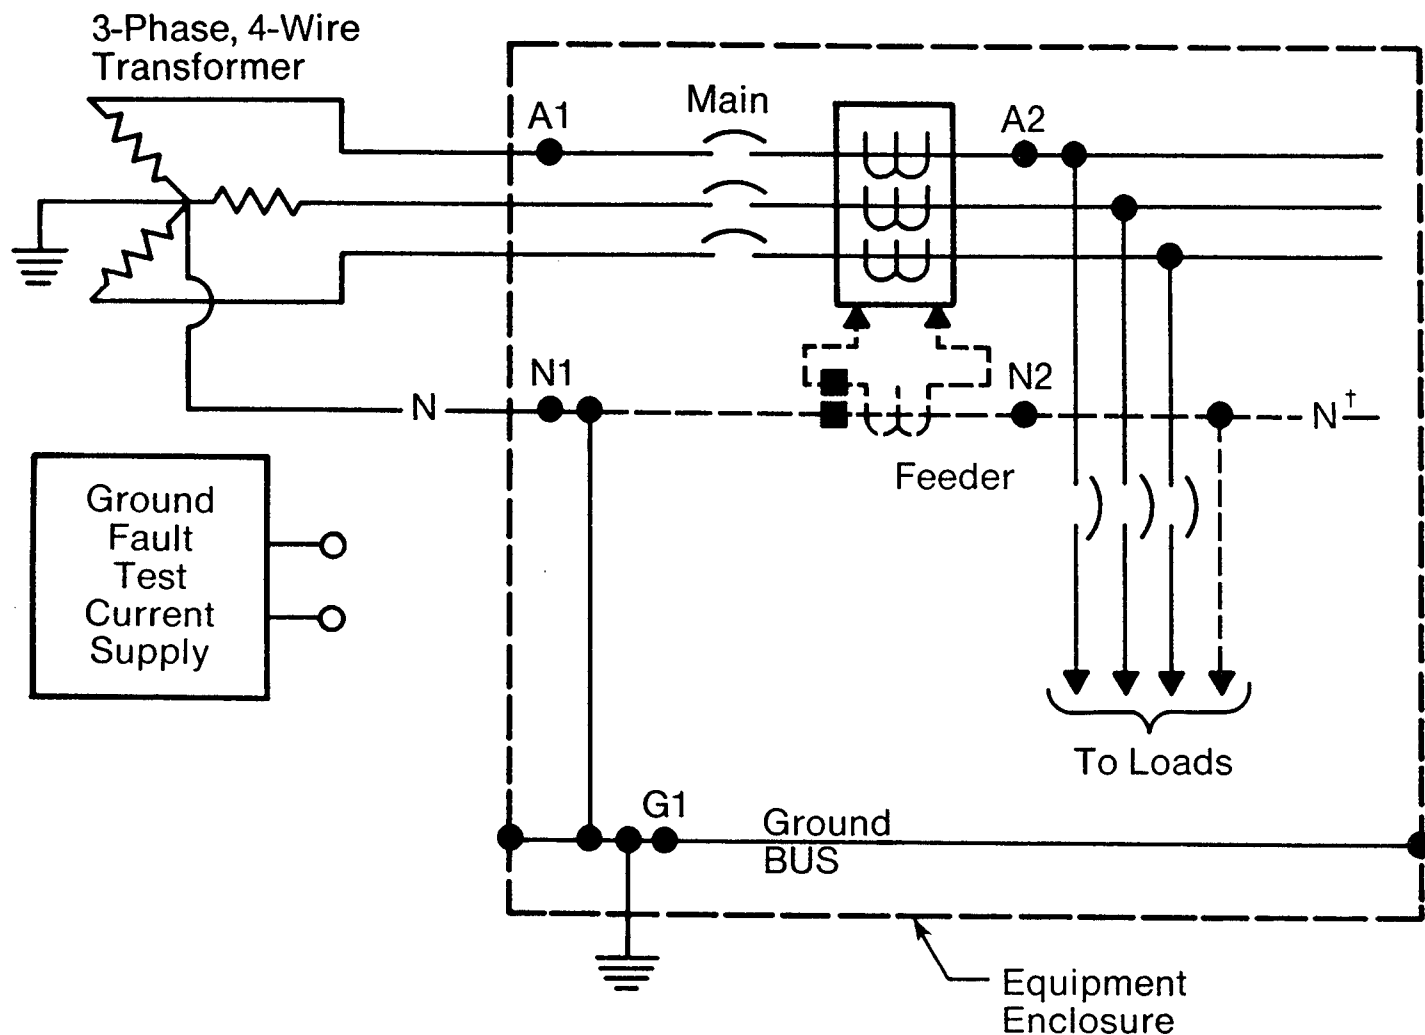 3-Phase, 4-Wire
Transformer
A1
Main
A2
N1
N2
N
N†
Feeder
Ground
Fault
Test
Current
Supply
To Loads
G1
Ground
BUS
Equipment
Enclosure